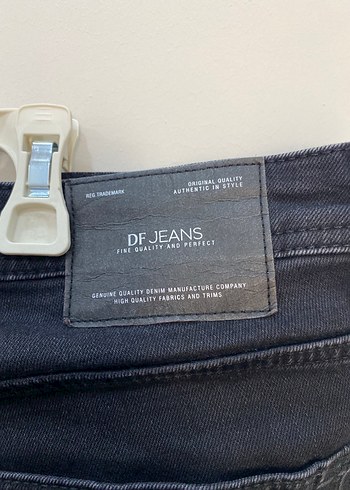 REG.TRADEMARK
ORIGINAL QUALITY
AUTHENTIC IN STYLE
DF JEANS
FINE QUALITY AND PERFECT
GENUINE QUALITY DENIM MANUFACTURE COMPANY
HIGH QUALITY FABRICS AND TRIMS